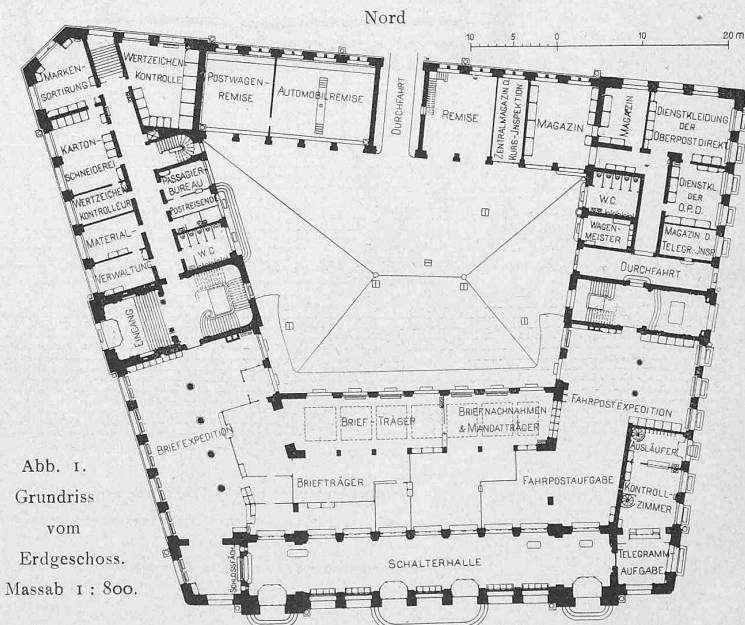 Nord
10 5 0 10 20 m
MARKEN-
SORTIRUNG
WERTZEICHEN-
KONTROLLE
POSTWAGEN-
REMISE
AUTOMOBILREMISE
DURCHFAHRT
REMISE
ZENTRALMAGAZIN D.
KURS-INSPEKTION
MAGAZIN
MAGAZIN
DIENSTKLEIDUNG
DER
OBERPOSTDIREKT.
KARTON-
SCHNEIDEREI
PASSAGIER-
BUREAU
POSTREISENDE
WERTZEICHEN
KONTROLLEUR
W.C.
MATERIAL-
VERWALTUNG
EINGANG
W.C.
DIENSTKL.
DER
O.P.D.
WAGEN-
MEISTER
MAGAZIN D.
TELEGR.-INSP.
DURCHFAHRT
BRIEFEXPEDITION
BRIEF-TRÄGER
BRIEFNACHNAHMEN
& MANDATTRÄGER
FAHRPOSTEXPEDITION
BRIEFTRÄGER
FAHRPOSTAUFGABE
AUSLÄUFER
KONTROLL-
ZIMMER
SCHLOSSFÄCH.
SCHALTERHALLE
TELEGRAMM-
AUFGABE
Abb. 1.
Grundriss
vom
Erdgeschoss.
Massab 1 : 800.